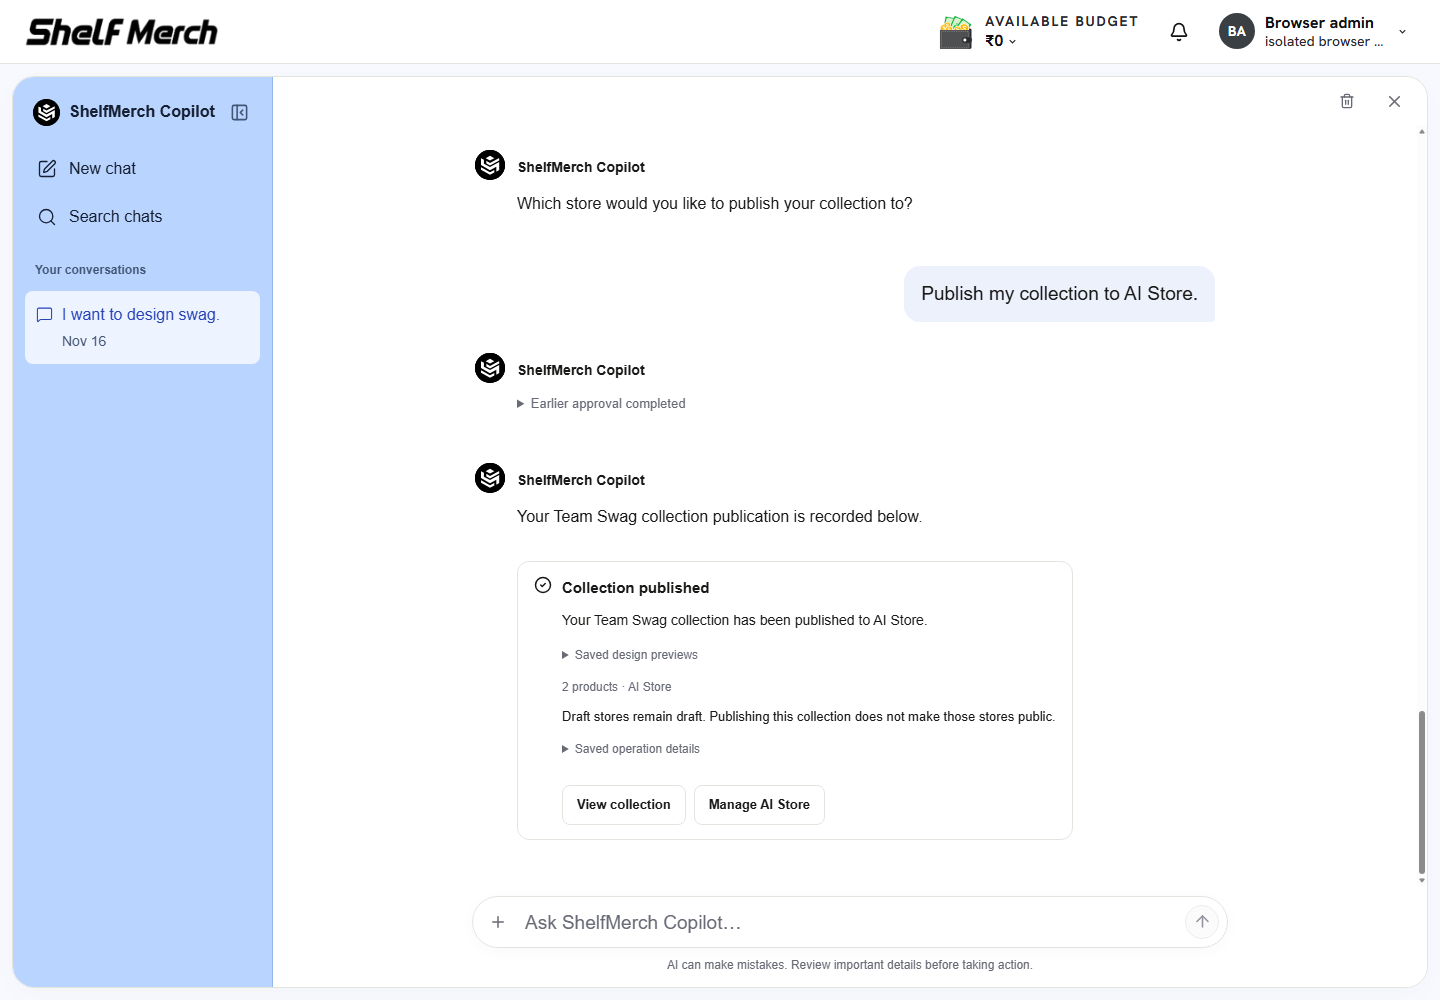 Shelf Merch
AVAILABLE BUDGET
₹0
BA
Browser admin
isolated browser ...
ShelfMerch Copilot
New chat
Search chats
Your conversations
I want to design swag.
Nov 16
ShelfMerch Copilot
Which store would you like to publish your collection to?
Publish my collection to AI Store.
ShelfMerch Copilot
Earlier approval completed
ShelfMerch Copilot
Your Team Swag collection publication is recorded below.
Collection published
Your Team Swag collection has been published to AI Store.
Saved design previews
2 products · AI Store
Draft stores remain draft. Publishing this collection does not make those stores public.
Saved operation details
View collection
Manage AI Store
Ask ShelfMerch Copilot…
AI can make mistakes. Review important details before taking action.